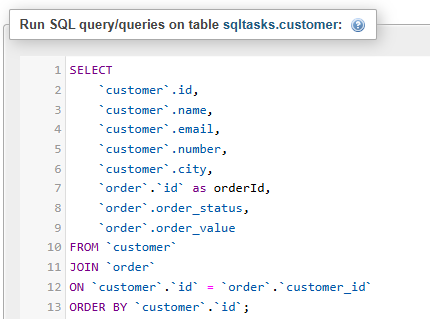 Run SQL query/queries on table sqltasks.customer:
1 SELECT
2 `customer`.id,
3 `customer`.name,
4 `customer`.email,
5 `customer`.number,
6 `customer`.city,
7 `order`.`id` as orderId,
8 `order`.order_status,
9 `order`.order_value
10 FROM `customer`
11 JOIN `order`
12 ON `customer`.`id` = `order`.`customer_id`
13 ORDER BY `customer`.`id`;